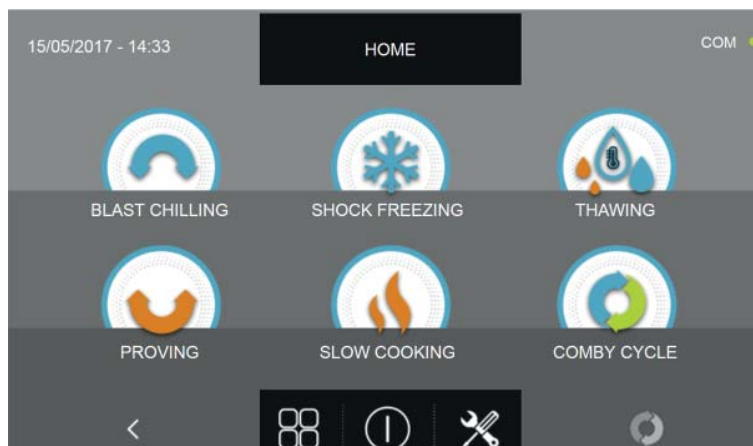 15/05/2017 - 14:33
HOME
COM
BLAST CHILLING
SHOCK FREEZING
THAWING
PROVING
SLOW COOKING
COMBY CYCLE